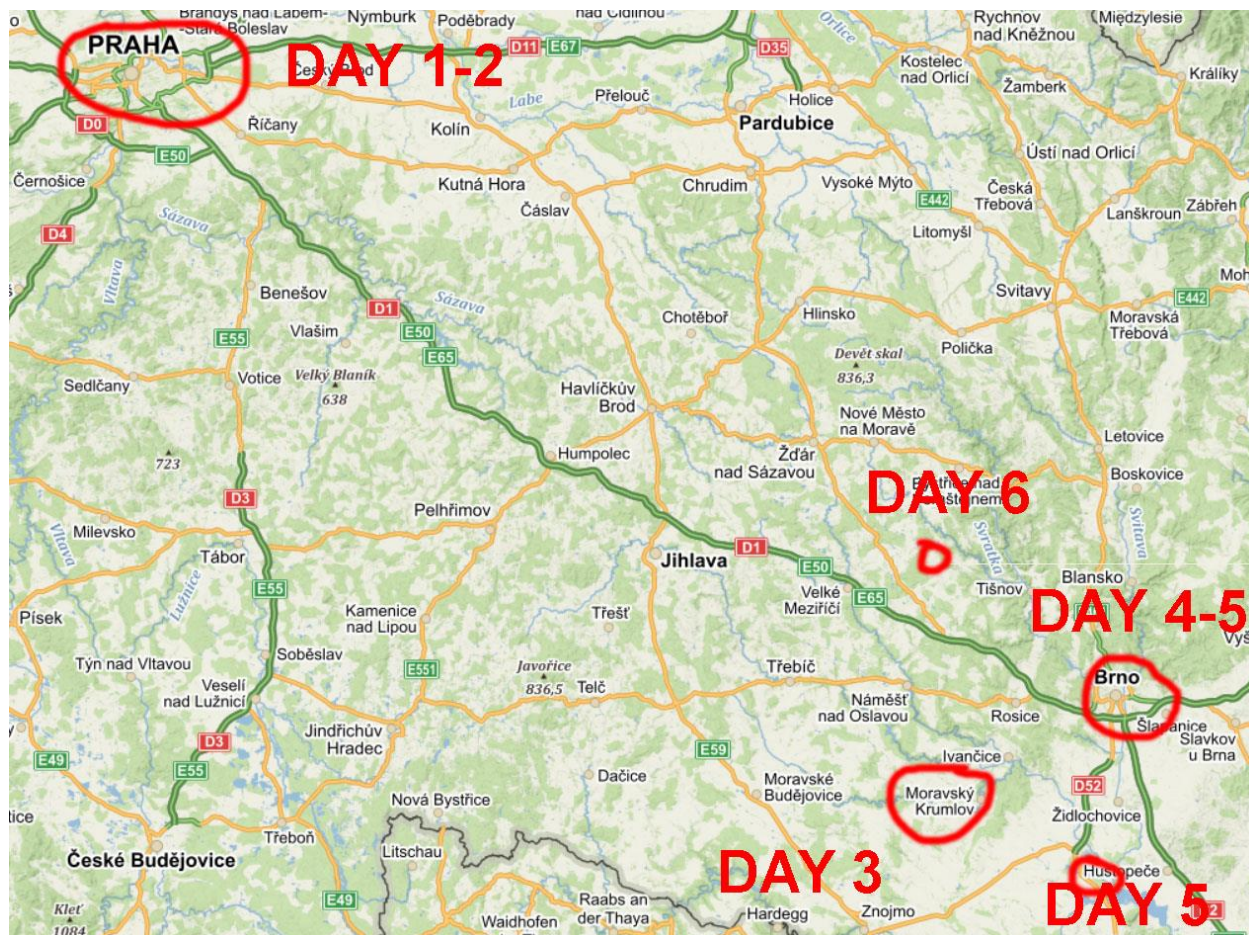 Brandýs nad Labem-
-Stará Boleslav
Nymburk
Poděbrady
nad Cidlinou
Rychnov
nad Kněžnou
Międzylesie
PRAHA
DAY 1-2
D11
E67
D35
Orlice
Kostelec
nad Orlicí
Králíky
Český Brod
Labe
Přelouč
Holice
Žamberk
D0
Říčany
Kolín
Pardubice
E50
Ústí nad Orlicí
Černošice
Kutná Hora
Chrudim
Vysoké Mýto
Česká
Třebová
Čáslav
E442
Lanškroun
Zábřeh
D4
Sázava
Litomyšl
Vltava
Moh
Benešov
Sázava
Svitavy
E442
D1
Hlinsko
Moravská
Třebová
E55
Vlašim
E50
Chotěboř
E65
Polička
Sedlčany
Votice
Velký Blaník
638
Devět skal
836,3
Havlíčkův
Brod
Nové Město
na Moravě
Letovice
723
Humpolec
Žďár
nad Sázavou
Boskovice
DAY 6
D3
Pelhřimov
Svratka
Svitava
Milevsko
Vltava
Tábor
Jihlava
D1
E50
Lužnice
E55
Velké
Meziříčí
E65
Tišnov
Blansko
Písek
Kamenice
nad Lipou
Třešť
DAY 4-5
Týn nad Vltavou
Soběslav
E551
Javořice
836,5
Třebíč
Veselí
nad Lužnicí
Telč
Náměšť
nad Oslavou
Rosice
Brno
Jindřichův
Hradec
Šlapanice
D3
E59
Ivančice
Slavkov
u Brna
E49
E55
Dačice
Moravské
Budějovice
Moravský
Krumlov
D52
Nová Bystřice
Židlochovice
Třeboň
České Budějovice
Litschau
DAY 3
Hustopeče
E49
Raabs an
der Thaya
DAY 5
Kleť
1084
Waidhofen
Hardegg
Znojmo